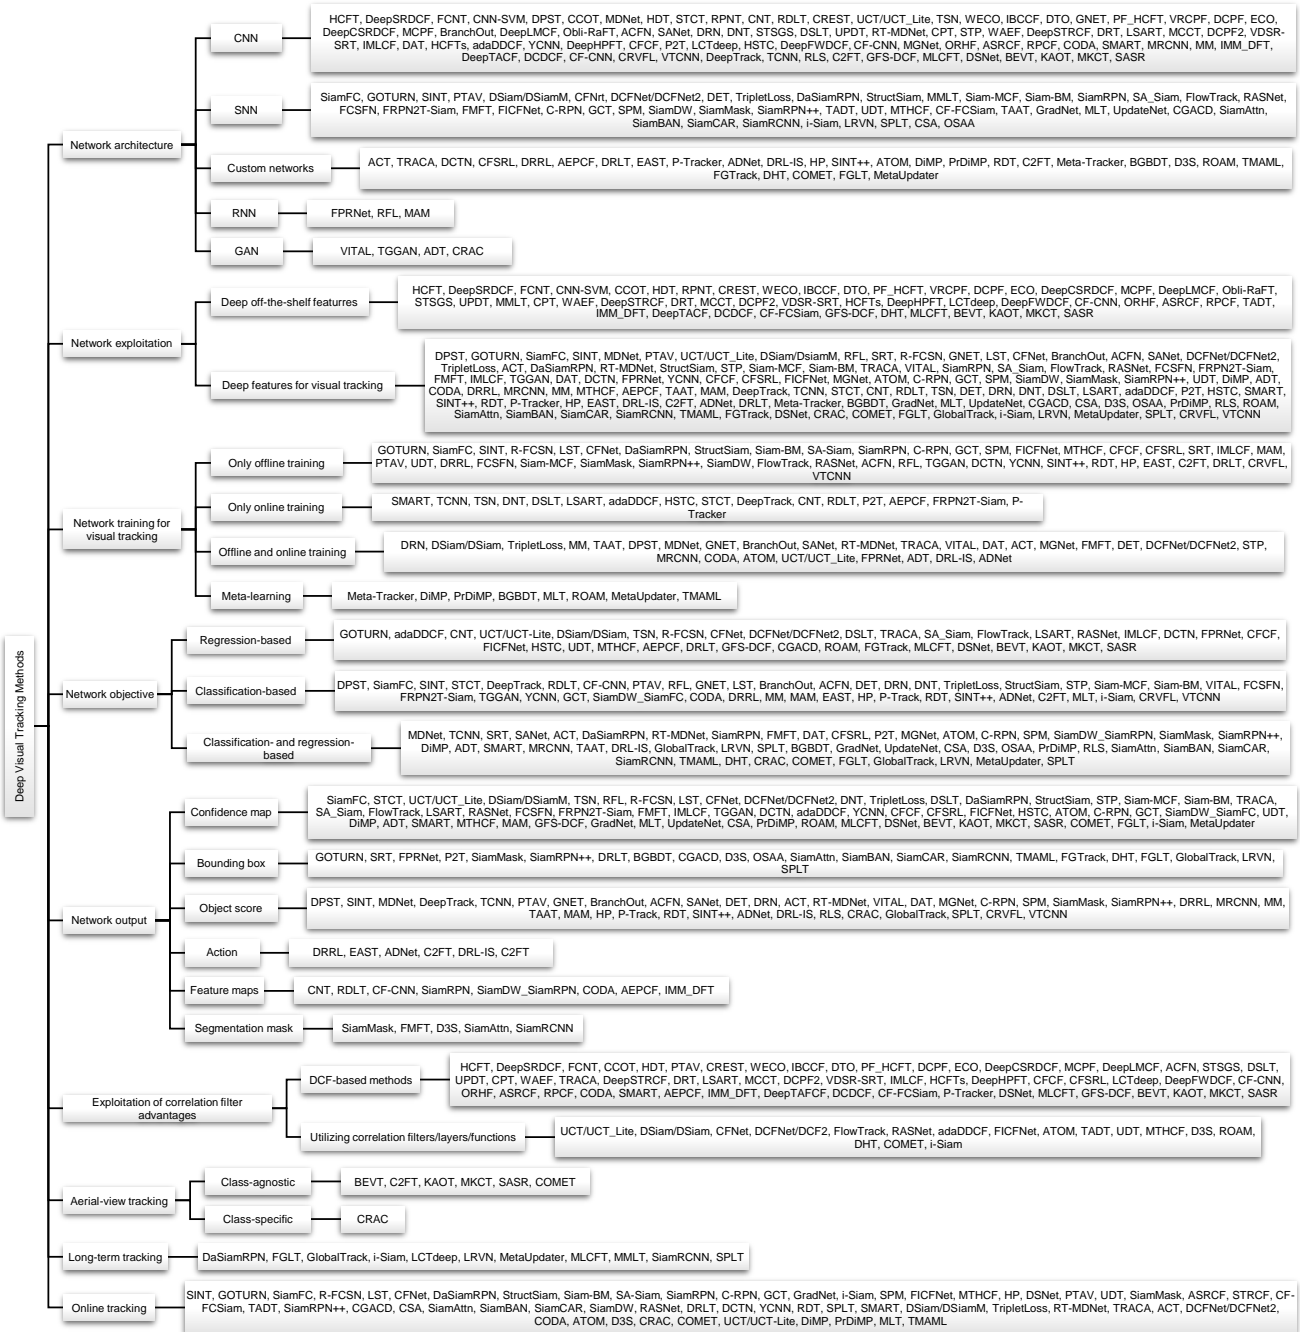 Deep Visual Tracking Methods
Network architecture
CNN
HCFT, DeepSRDCF, FCNT, CNN-SVM, DPST, CCOT, MDNet, HDT, STCT, RPNT, CNT, RDLT, CREST, UCT/UCT_Lite, TSN, WECO, IBCCF, DTO, GNET, PF_HCFT, VRCPF, DCPF, ECO,
DeepCSRDCF, MCPF, BranchOut, DeepLMCF, Obli-RaFT, ACFN, SANet, DRN, DNT, STSGS, DSLT, UPDT, RT-MDNet, CPT, STP, WAEF, DeepSTRCF, DRT, LSART, MCCT, DCPF2, VDSR-
SRT, IMLCF, DAT, HCFTs, adaDDCF, YCNN, DeepHPFT, CFCF, P2T, LCTdeep, HSTC, DeepFWDCF, CF-CNN, MGNet, ORHF, ASRCF, RPCF, CODA, SMART, MRCNN, MM, IMM_DFT,
DeepTACF, DCDCF, CF-CNN, CRVFL, VTCNN, DeepTrack, TCNN, RLS, C2FT, GFS-DCF, MLCFT, DSNet, BEVT, KAOT, MKCT, SASR
SNN
SiamFC, GOTURN, SINT, PTAV, DSiam/DSiamM, CFNrt, DCFNet/DCFNet2, DET, TripletLoss, DaSiamRPN, StructSiam, MMLT, Siam-MCF, Siam-BM, SiamRPN, SA_Siam, FlowTrack, RASNet,
FCSFN, FRPN2T-Siam, FMFT, FICFNet, C-RPN, GCT, SPM, SiamDW, SiamMask, SiamRPN++, TADT, UDT, MTHCF, CF-FCSiam, TAAT, GradNet, MLT, UpdateNet, CGACD, SiamAttn,
SiamBAN, SiamCAR, SiamRCNN, i-Siam, LRVN, SPLT, CSA, OSAA
Custom networks
ACT, TRACA, DCTN, CFSRL, DRRL, AEPCF, DRLT, EAST, P-Tracker, ADNet, DRL-IS, HP, SINT++, ATOM, DiMP, PrDiMP, RDT, C2FT, Meta-Tracker, BGBDT, D3S, ROAM, TMAML,
FGTrack, DHT, COMET, FGLT, MetaUpdater
RNN
FPRNet, RFL, MAM
GAN
VITAL, TGGAN, ADT, CRAC
Network exploitation
Deep off-the-shelf featurres
HCFT, DeepSRDCF, FCNT, CNN-SVM, CCOT, HDT, RPNT, CREST, WECO, IBCCF, DTO, PF_HCFT, VRCPF, DCPF, ECO, DeepCSRDCF, MCPF, DeepLMCF, Obli-RaFT,
STSGS, UPDT, MMLT, CPT, WAEF, DeepSTRCF, DRT, MCCT, DCPF2, VDSR-SRT, HCFTs, DeepHPFT, LCTdeep, DeepFWDCF, CF-CNN, ORHF, ASRCF, RPCF, TADT,
IMM_DFT, DeepTACF, DCDCF, CF-FCSiam, GFS-DCF, DHT, MLCFT, BEVT, KAOT, MKCT, SASR
Deep features for visual tracking
DPST, GOTURN, SiamFC, SINT, MDNet, PTAV, UCT/UCT_Lite, DSiam/DSiamM, RFL, SRT, R-FCSN, GNET, LST, CFNet, BranchOut, ACFN, SANet, DCFNet/DCFNet2,
TripletLoss, ACT, DaSiamRPN, RT-MDNet, StructSiam, STP, Siam-MCF, Siam-BM, TRACA, VITAL, SiamRPN, SA_Siam, FlowTrack, RASNet, FCSFN, FRPN2T-Siam,
FMFT, IMLCF, TGGAN, DAT, DCTN, FPRNet, YCNN, CFCF, CFSRL, FICFNet, MGNet, ATOM, C-RPN, GCT, SPM, SiamDW, SiamMask, SiamRPN++, UDT, DiMP, ADT,
CODA, DRRL, MRCNN, MM, MTHCF, AEPCF, TAAT, MAM, DeepTrack, TCNN, STCT, CNT, RDLT, TSN, DET, DRN, DNT, DSLT, LSART, adaDDCF, P2T, HSTC, SMART,
SINT++, RDT, P-Tracker, HP, EAST, DRL-IS, C2FT, ADNet, DRLT, Meta-Tracker, BGBDT, GradNet, MLT, UpdateNet, CGACD, CSA, D3S, OSAA, PrDiMP, RLS, ROAM,
SiamAttn, SiamBAN, SiamCAR, SiamRCNN, TMAML, FGTrack, DSNet, CRAC, COMET, FGLT, GlobalTrack, i-Siam, LRVN, MetaUpdater, SPLT, CRVFL, VTCNN
Network training for
visual tracking
Only offline training
GOTURN, SiamFC, SINT, R-FCSN, LST, CFNet, DaSiamRPN, StructSiam, Siam-BM, SA-Siam, SiamRPN, C-RPN, GCT, SPM, FICFNet, MTHCF, CFCF, CFSRL, SRT, IMLCF, MAM,
PTAV, UDT, DRRL, FCSFN, Siam-MCF, SiamMask, SiamRPN++, SiamDW, FlowTrack, RASNet, ACFN, RFL, TGGAN, DCTN, YCNN, SINT++, RDT, HP, EAST, C2FT, DRLT, CRVFL,
VTCNN
Only online training
SMART, TCNN, TSN, DNT, DSLT, LSART, adaDDCF, HSTC, STCT, DeepTrack, CNT, RDLT, P2T, AEPCF, FRPN2T-Siam, P-
Tracker
Offline and online training
DRN, DSiam/DSiam, TripletLoss, MM, TAAT, DPST, MDNet, GNET, BranchOut, SANet, RT-MDNet, TRACA, VITAL, DAT, ACT, MGNet, FMFT, DET, DCFNet/DCFNet2, STP,
MRCNN, CODA, ATOM, UCT/UCT_Lite, FPRNet, ADT, DRL-IS, ADNet
Meta-learning
Meta-Tracker, DiMP, PrDiMP, BGBDT, MLT, ROAM, MetaUpdater, TMAML
Network objective
Regression-based
GOTURN, adaDDCF, CNT, UCT/UCT-Lite, DSiam/DSiam, TSN, R-FCSN, CFNet, DCFNet/DCFNet2, DSLT, TRACA, SA_Siam, FlowTrack, LSART, RASNet, IMLCF, DCTN, FPRNet, CFCF,
FICFNet, HSTC, UDT, MTHCF, AEPCF, DRLT, GFS-DCF, CGACD, ROAM, FGTrack, MLCFT, DSNet, BEVT, KAOT, MKCT, SASR
Classification-based
DPST, SiamFC, SINT, STCT, DeepTrack, RDLT, CF-CNN, PTAV, RFL, GNET, LST, BranchOut, ACFN, DET, DRN, DNT, TripletLoss, StructSiam, STP, Siam-MCF, Siam-BM, VITAL, FCSFN,
FRPN2T-Siam, TGGAN, YCNN, GCT, SiamDW_SiamFC, CODA, DRRL, MM, MAM, EAST, HP, P-Track, RDT, SINT++, ADNet, C2FT, MLT, i-Siam, CRVFL, VTCNN
Classification- and regression-
based
MDNet, TCNN, SRT, SANet, ACT, DaSiamRPN, RT-MDNet, SiamRPN, FMFT, DAT, CFSRL, P2T, MGNet, ATOM, C-RPN, SPM, SiamDW_SiamRPN, SiamMask, SiamRPN++,
DiMP, ADT, SMART, MRCNN, TAAT, DRL-IS, GlobalTrack, LRVN, SPLT, BGBDT, GradNet, UpdateNet, CSA, D3S, OSAA, PrDiMP, RLS, SiamAttn, SiamBAN, SiamCAR,
SiamRCNN, TMAML, DHT, CRAC, COMET, FGLT, GlobalTrack, LRVN, MetaUpdater, SPLT
Network output
Confidence map
SiamFC, STCT, UCT/UCT_Lite, DSiam/DSiamM, TSN, RFL, R-FCSN, LST, CFNet, DCFNet/DCFNet2, DNT, TripletLoss, DSLT, DaSiamRPN, StructSiam, STP, Siam-MCF, Siam-BM, TRACA,
SA_Siam, FlowTrack, LSART, RASNet, FCSFN, FRPN2T-Siam, FMFT, IMLCF, TGGAN, DCTN, adaDDCF, YCNN, CFCF, CFSRL, FICFNet, HSTC, ATOM, C-RPN, GCT, SiamDW_SiamFC, UDT,
DiMP, ADT, SMART, MTHCF, MAM, GFS-DCF, GradNet, MLT, UpdateNet, CSA, PrDiMP, ROAM, MLCFT, DSNet, BEVT, KAOT, MKCT, SASR, COMET, FGLT, i-Siam, MetaUpdater
Bounding box
GOTURN, SRT, FPRNet, P2T, SiamMask, SiamRPN++, DRLT, BGBDT, CGACD, D3S, OSAA, SiamAttn, SiamBAN, SiamCAR, SiamRCNN, TMAML, FGTrack, DHT, FGLT, GlobalTrack, LRVN,
SPLT
Object score
DPST, SINT, MDNet, DeepTrack, TCNN, PTAV, GNET, BranchOut, ACFN, SANet, DET, DRN, ACT, RT-MDNet, VITAL, DAT, MGNet, C-RPN, SPM, SiamMask, SiamRPN++, DRRL, MRCNN, MM,
TAAT, MAM, HP, P-Track, RDT, SINT++, ADNet, DRL-IS, RLS, CRAC, GlobalTrack, SPLT, CRVFL, VTCNN
Action
DRRL, EAST, ADNet, C2FT, DRL-IS, C2FT
Feature maps
CNT, RDLT, CF-CNN, SiamRPN, SiamDW_SiamRPN, CODA, AEPCF, IMM_DFT
Segmentation mask
SiamMask, FMFT, D3S, SiamAttn, SiamRCNN
Exploitation of correlation filter
advantages
DCF-based methods
HCFT, DeepSRDCF, FCNT, CCOT, HDT, PTAV, CREST, WECO, IBCCF, DTO, PF_HCFT, DCPF, ECO, DeepCSRDCF, MCPF, DeepLMCF, ACFN, STSGS, DSLT,
UPDT, CPT, WAEF, TRACA, DeepSTRCF, DRT, LSART, MCCT, DCPF2, VDSR-SRT, IMLCF, HCFTs, DeepHPFT, CFCF, CFSRL, LCTdeep, DeepFWDCF, CF-CNN,
ORHF, ASRCF, RPCF, CODA, SMART, AEPCF, IMM_DFT, DeepTAFCF, DCDCF, CF-FCSiam, P-Tracker, DSNet, MLCFT, GFS-DCF, BEVT, KAOT, MKCT, SASR
Utilizing correlation filters/layers/functions
UCT/UCT_Lite, DSiam/DSiam, CFNet, DCFNet/DCF2, FlowTrack, RASNet, adaDDCF, FICFNet, ATOM, TADT, UDT, MTHCF, D3S, ROAM,
DHT, COMET, i-Siam
Aerial-view tracking
Class-agnostic
BEVT, C2FT, KAOT, MKCT, SASR, COMET
Class-specific
CRAC
Long-term tracking
DaSiamRPN, FGLT, GlobalTrack, i-Siam, LCTdeep, LRVN, MetaUpdater, MLCFT, MMLT, SiamRCNN, SPLT
Online tracking
SINT, GOTURN, SiamFC, R-FCSN, LST, CFNet, DaSiamRPN, StructSiam, Siam-BM, SA-Siam, SiamRPN, C-RPN, GCT, GradNet, i-Siam, SPM, FICFNet, MTHCF, HP, DSNet, PTAV, UDT, SiamMask, ASRCF, STRCF, CF-
FCSiam, TADT, SiamRPN++, CGACD, CSA, SiamAttn, SiamBAN, SiamCAR, SiamDW, RASNet, DRLT, DCTN, YCNN, RDT, SPLT, SMART, DSiam/DSiamM, TripletLoss, RT-MDNet, TRACA, ACT, DCFNet/DCFNet2,
CODA, ATOM, D3S, CRAC, COMET, UCT/UCT-Lite, DiMP, PrDiMP, MLT, TMAML